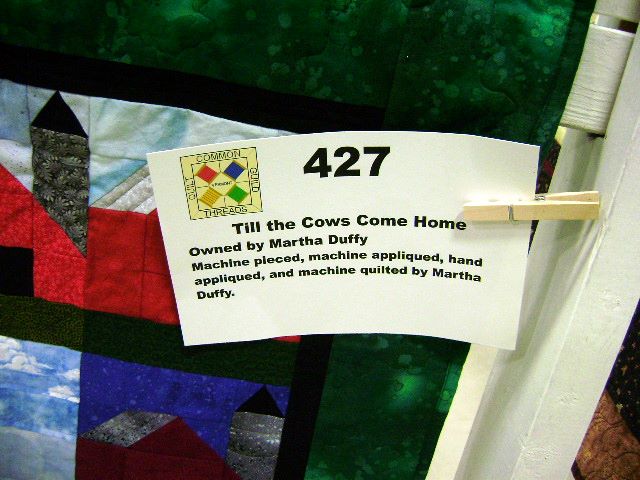 COMMON
QUILT
GUILD
VERMONT
THREADS
427
Till the Cows Come Home
Owned by Martha Duffy
Machine pieced, machine appliqued, hand
appliqued, and machine quilted by Martha
Duffy.